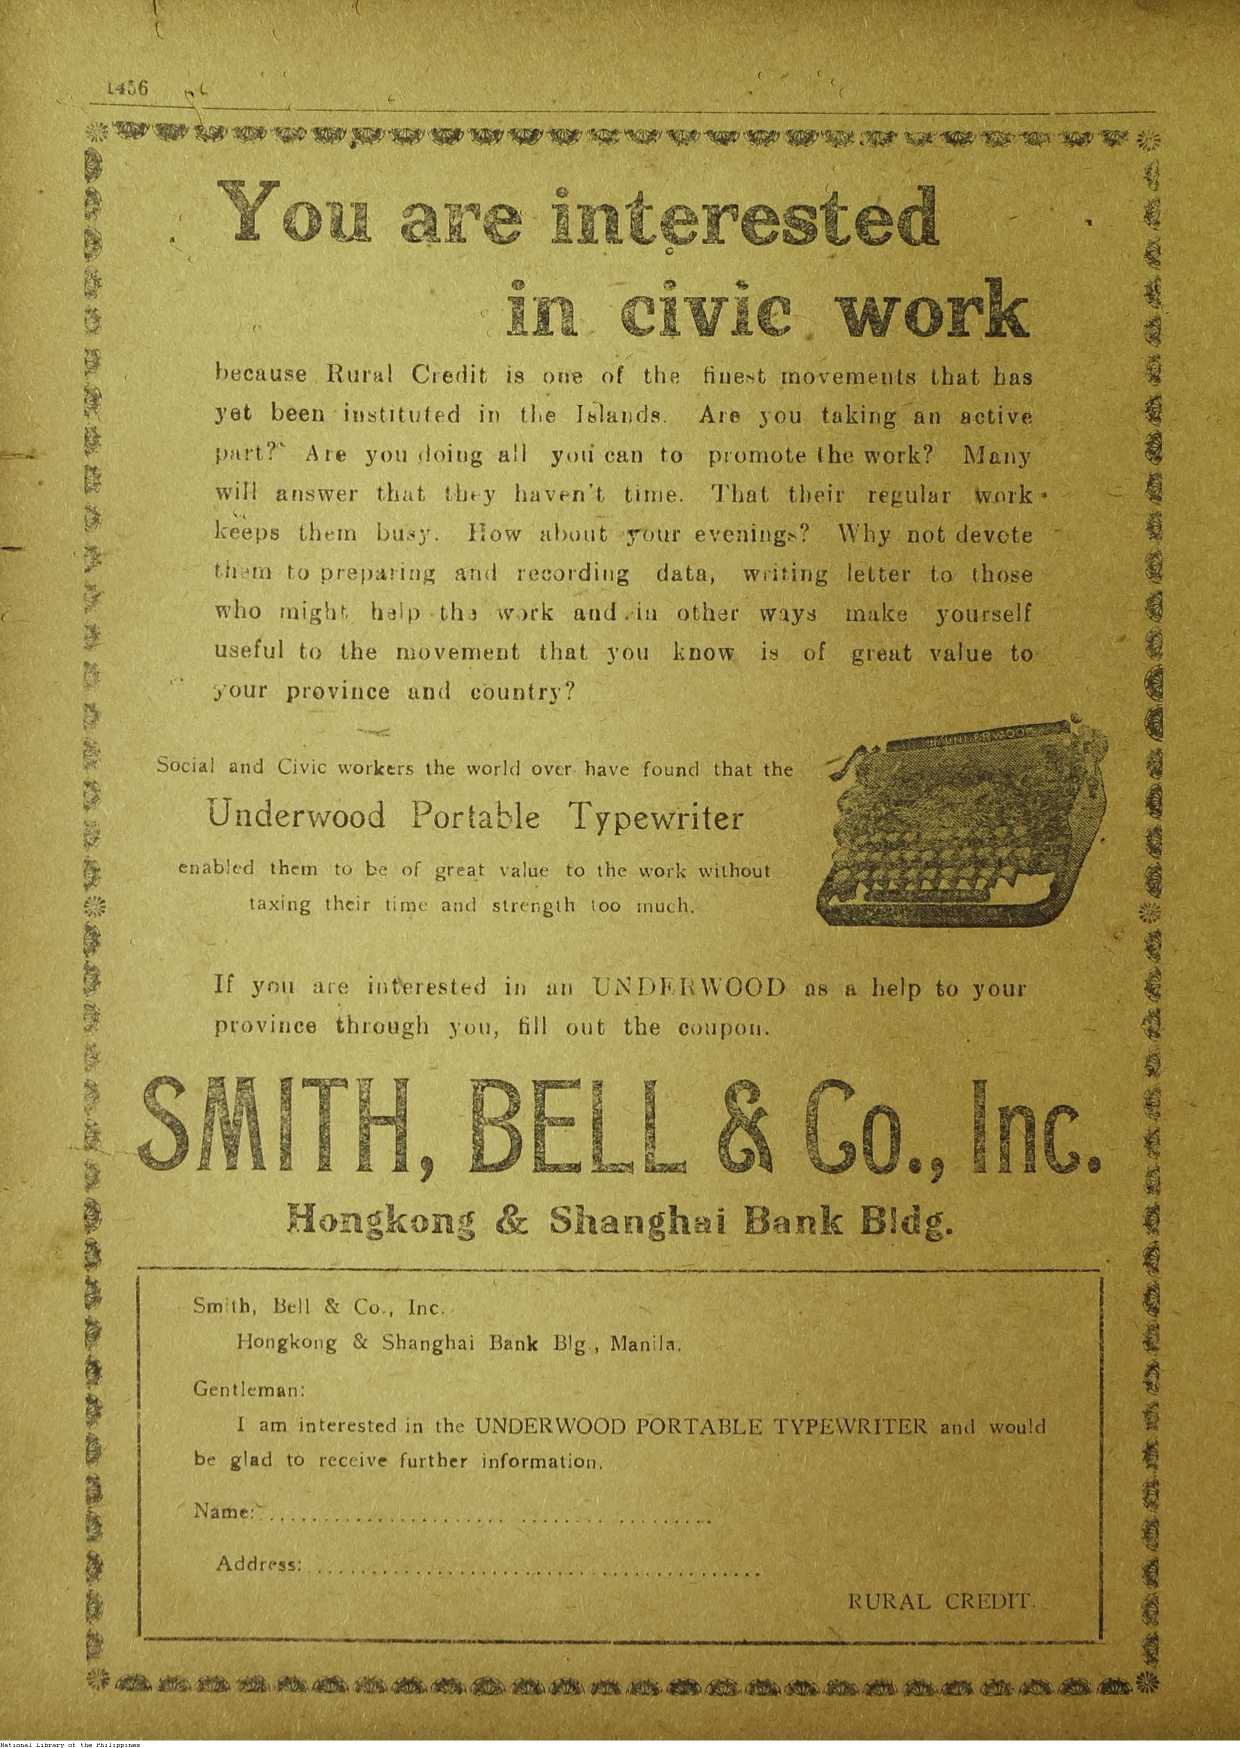 1456
You are interested
in civic work
because Rural Credit is one of the finest movements that has
yet been instituted in the Islands. Are you taking an active
part? Are you doing all you can to promote the work? Many
will answer that they haven't time. That their regular work
keeps them busy. How about your evenings? Why not devote
them to preparing and recording data, writing letter to those
who might help the work and in other ways make yourself
useful to the movement that you know is of great value to
your province and country?
Social and Civic workers the world over have found that the
Underwood Portable Typewriter
enabled them to be of great value to the work without
taxing their time and strength too much.
UNDERWOOD
If you are interested in an UNDERWOOD as a help to your
province through you, fill out the coupon.
SMITH, BELL & Co., Inc.
Hongkong & Shanghai Bank Bldg.
Smith, Bell & Co., Inc.
Hongkong & Shanghai Bank Blg., Manila.
Gentleman:
I am interested in the UNDERWOOD PORTABLE TYPEWRITER and would
be glad to receive further information.
Name: ........................................
Address: ........................................
RURAL CREDIT.
National Library of the Philippines